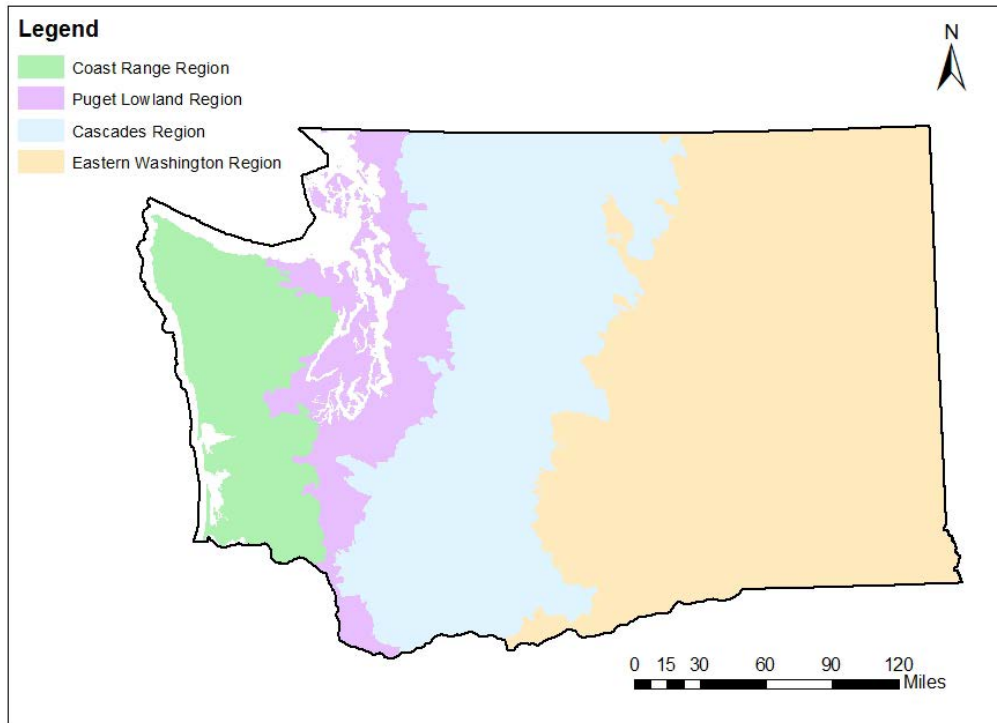 Legend
Coast Range Region
Puget Lowland Region
Cascades Region
Eastern Washington Region
N
0 15 30 60 90 120
Miles